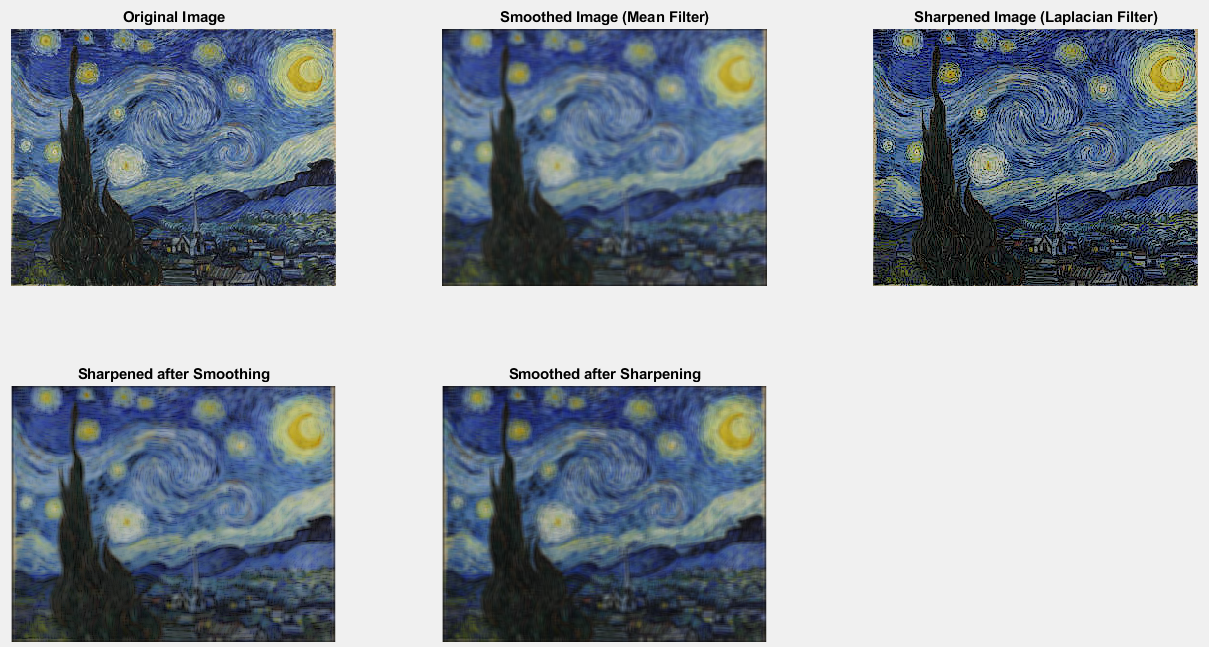 Original Image
Smoothed Image (Mean Filter)
Sharpened Image (Laplacian Filter)
Sharpened after Smoothing
Smoothed after Sharpening